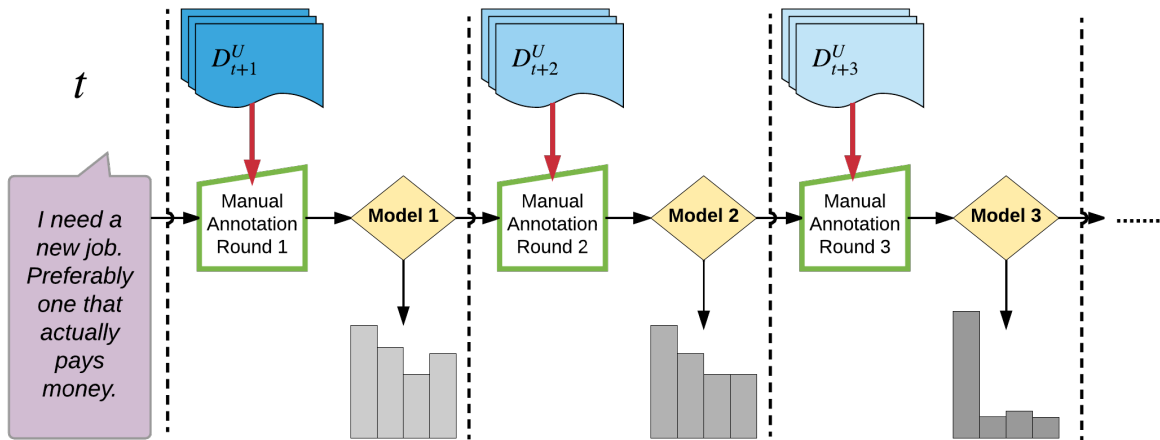 t
I need a
new job.
Preferably
one that
actually
pays
money.
D^U_{t+1}
Manual
Annotation
Round 1
Model 1
D^U_{t+2}
Manual
Annotation
Round 2
Model 2
D^U_{t+3}
Manual
Annotation
Round 3
Model 3
.......